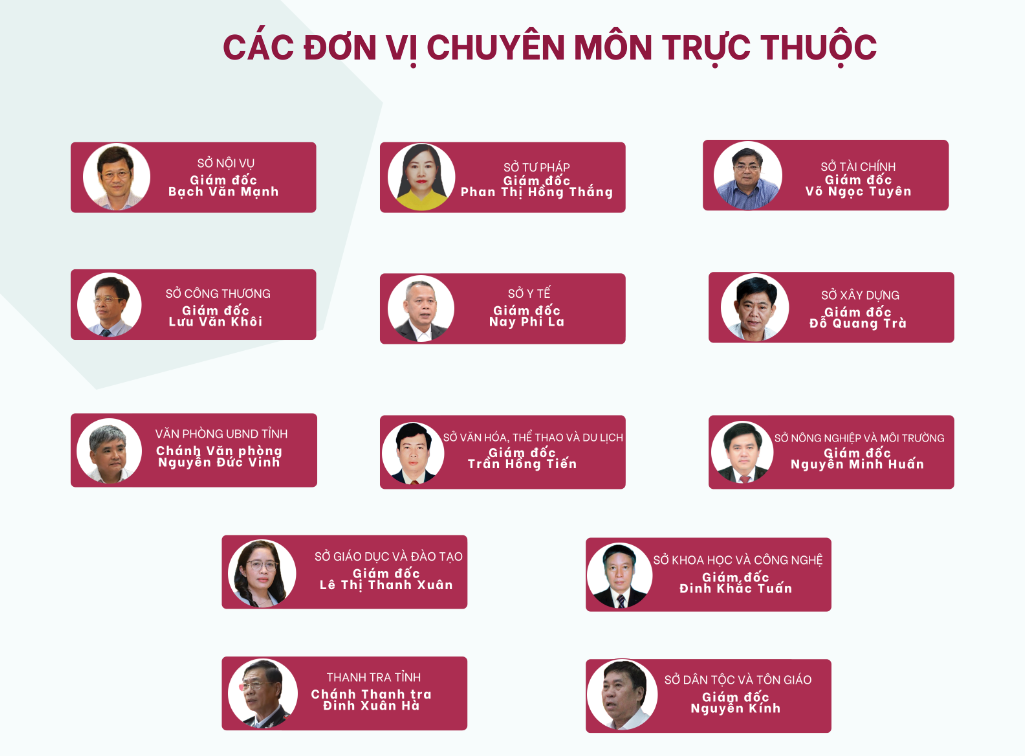 CÁC ĐƠN VỊ CHUYÊN MÔN TRỰC THUỘC
SỞ NỘI VỤ
Giám đốc
Bạch Văn Mạnh
SỞ TƯ PHÁP
Giám đốc
Phan Thị Hồng Thắng
SỞ TÀI CHÍNH
Giám đốc
Võ Ngọc Tuyên
SỞ CÔNG THƯƠNG
Giám đốc
Lưu Văn Khôi
SỞ Y TẾ
Giám đốc
Nay Phi La
SỞ XÂY DỰNG
Giám đốc
Đỗ Quang Trà
VĂN PHÒNG UBND TỈNH
Chánh Văn phòng
Nguyễn Đức Vinh
SỞ VĂN HÓA, THỂ THAO VÀ DU LỊCH
Giám đốc
Trần Hồng Tiến
SỞ NÔNG NGHIỆP VÀ MÔI TRƯỜNG
Giám đốc
Nguyễn Minh Huấn
SỞ GIÁO DỤC VÀ ĐÀO TẠO
Giám đốc
Lê Thị Thanh Xuân
SỞ KHOA HỌC VÀ CÔNG NGHỆ
Giám đốc
Đinh Khắc Tuấn
THANH TRA TỈNH
Chánh Thanh tra
Đinh Xuân Hà
SỞ DÂN TỘC VÀ TÔN GIÁO
Giám đốc
Nguyễn Kính